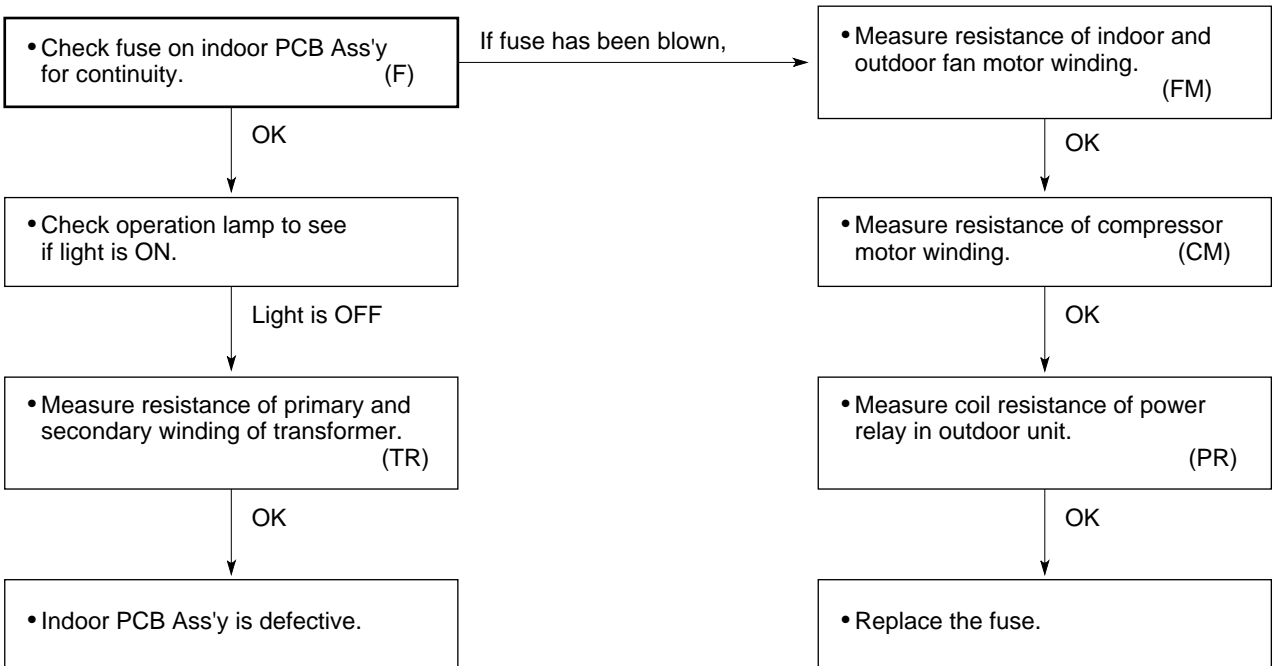 • Check fuse on indoor PCB Ass'y
for continuity. (F)
If fuse has been blown,
• Measure resistance of indoor and
outdoor fan motor winding.
(FM)
OK
OK
• Check operation lamp to see
if light is ON.
• Measure resistance of compressor
motor winding. (CM)
Light is OFF
OK
• Measure resistance of primary and
secondary winding of transformer.
(TR)
• Measure coil resistance of power
relay in outdoor unit.
(PR)
OK
OK
• Indoor PCB Ass'y is defective.
• Replace the fuse.